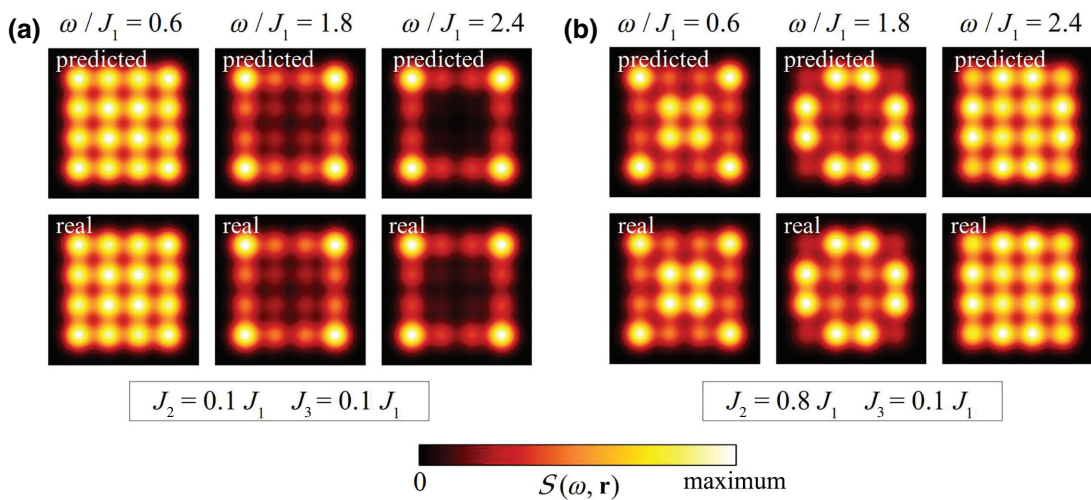 (a) ω / J₁ = 0.6 ω / J₁ = 1.8 ω / J₁ = 2.4
predicted predicted predicted
real real real
J₂ = 0.1 J₁ J₃ = 0.1 J₁
(b) ω / J₁ = 0.6 ω / J₁ = 1.8 ω / J₁ = 2.4
predicted predicted predicted
real real real
J₂ = 0.8 J₁ J₃ = 0.1 J₁
0 S(ω, r) maximum